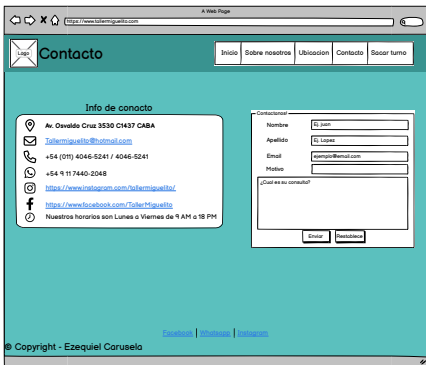 A Web Page
https://www.tallermiguelito.com
Logo
Contacto
Inicio
Sobre nosotros
Ubicacion
Contacto
Sacar turno
Info de conacto
Av. Osvaldo Cruz 3530 C1437 CABA
Tallermiguelito@hotmail.com
+54 (011) 4046-5241 / 4046-5241
+54 9 11 7440-2048
https://www.instagram.com/tallermiguelito/
https://www.facebook.com/TallerMiguelito
Nuestros horarios son Lunes a Viernes de 9 AM a 18 PM
Contactanos!
Nombre
Ej. juan
Apellido
Ej. Lopez
Email
ejemplo@email.com
Motivo
¿Cual es su consulta?
Enviar
Restablece
Facebook | Whatsapp | Instagram
© Copyright - Ezequiel Carusela